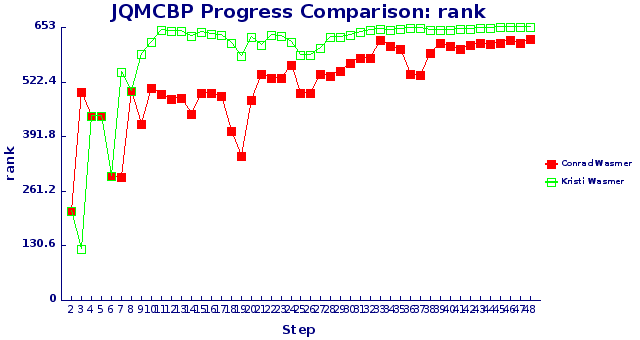 JQMCBP Progress Comparison: rank
653
522.4
391.8
261.2
130.6
0
rank
2 3 4 5 6 7 8 9 10 11 12 13 14 15 16 17 18 19 20 21 22 23 24 25 26 27 28 29 30 31 32 33 34 35 36 37 38 39 40 41 42 43 44 45 46 47 48
Step
Conrad Wasmer
Kristi Wasmer